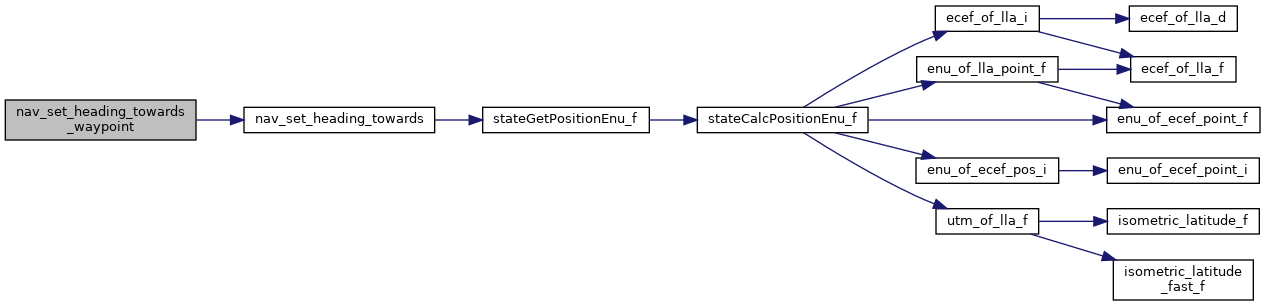 nav_set_heading_towards
_waypoint
nav_set_heading_towards
stateGetPositionEnu_f
stateCalcPositionEnu_f
ecef_of_lla_i
ecef_of_lla_d
enu_of_lla_point_f
ecef_of_lla_f
enu_of_ecef_point_f
enu_of_ecef_pos_i
enu_of_ecef_point_i
utm_of_lla_f
isometric_latitude_f
isometric_latitude
_fast_f